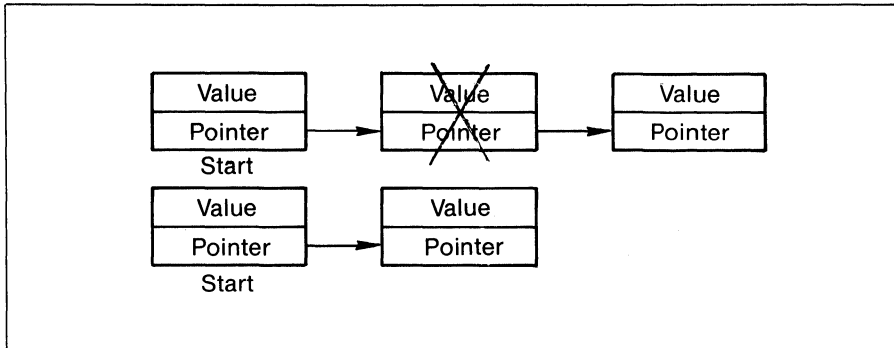 Value Value Value
Pointer Pointer Pointer
Start
Value Value
Pointer Pointer
Start